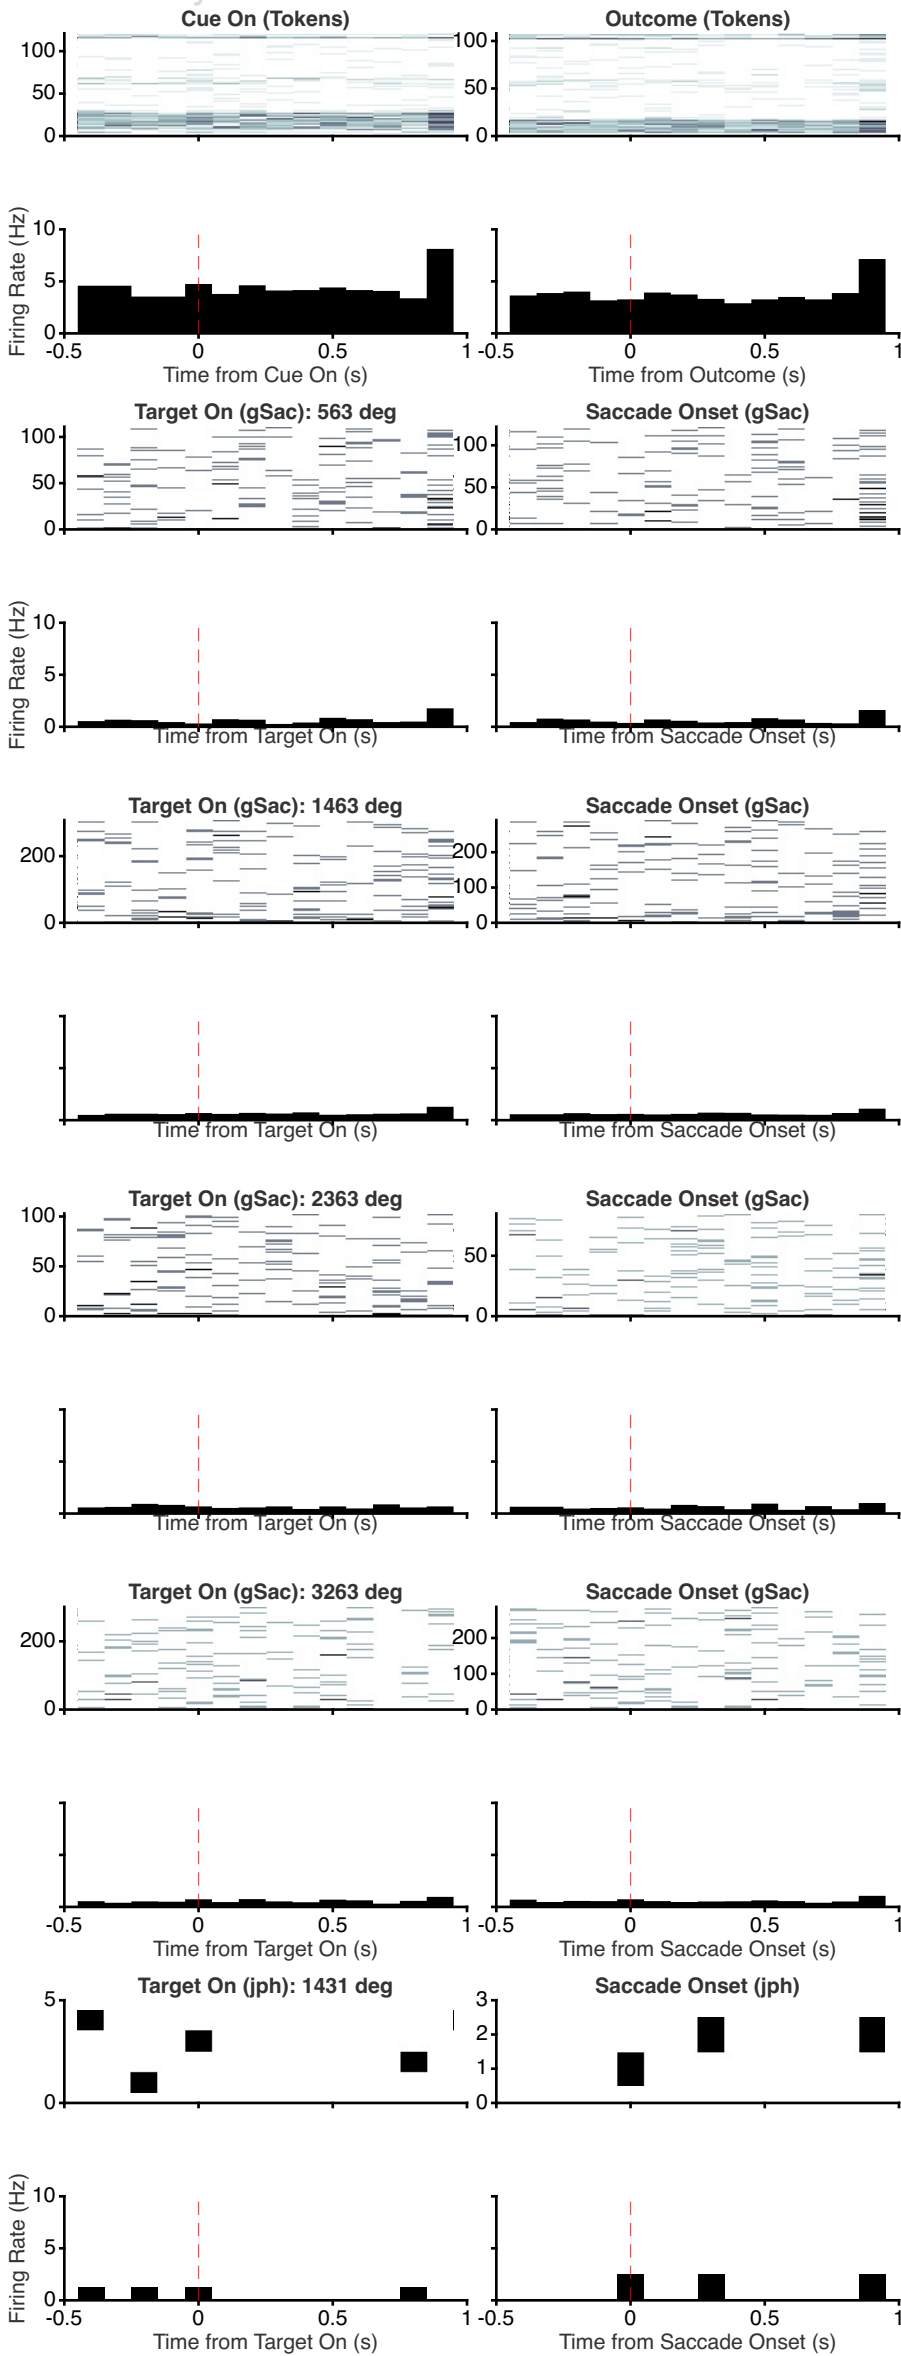 Cue On (Tokens) Outcome (Tokens)
100 100
50 50
0 0
Firing Rate (Hz)
10
5
0
-0.5 0 0.5 1 -0.5 0 0.5 1
Time from Cue On (s) Time from Outcome (s)
Target On (gSac): 563 deg Saccade Onset (gSac)
100 100
50 50
0 0
Firing Rate (Hz)
10
5
0
Time from Target On (s) Time from Saccade Onset (s)
Target On (gSac): 1463 deg Saccade Onset (gSac)
200 200
100
0 0
Time from Target On (s) Time from Saccade Onset (s)
Target On (gSac): 2363 deg Saccade Onset (gSac)
100
50 50
0 0
Time from Target On (s) Time from Saccade Onset (s)
Target On (gSac): 3263 deg Saccade Onset (gSac)
200 200
100
0 0
-0.5 0 0.5 1 -0.5 0 0.5 1
Time from Target On (s) Time from Saccade Onset (s)
Target On (jph): 1431 deg Saccade Onset (jph)
5 3
2
1
0 0
Firing Rate (Hz)
10
5
0
-0.5 0 0.5 1 -0.5 0 0.5 1
Time from Target On (s) Time from Saccade Onset (s)